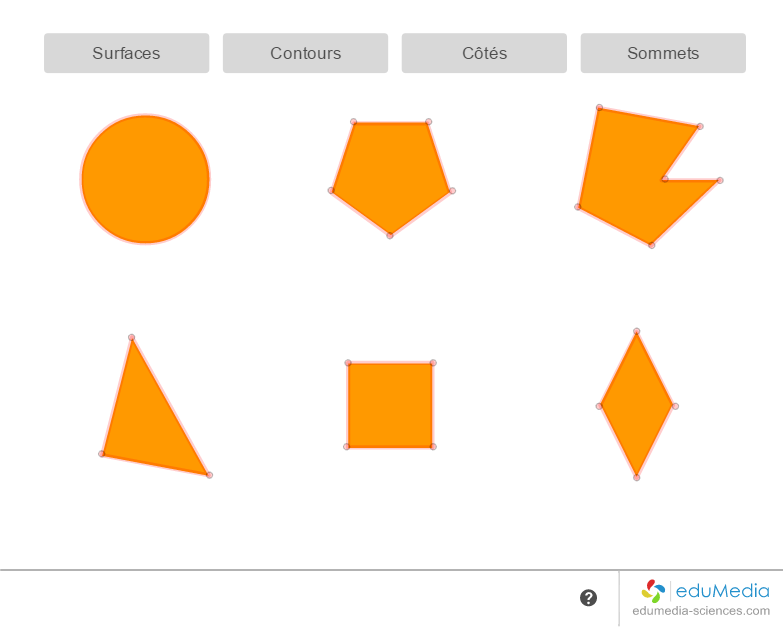 Surfaces
Contours
Côtés
Sommets
?
eduMedia
edumedia-sciences.com